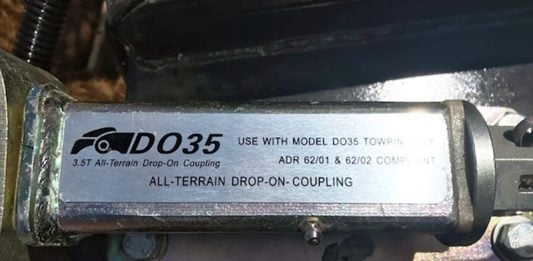 DO35
3.5T All-Terrain Drop-On Coupling
USE WITH MODEL DO35 TOWPIN ONLY
ADR 62/01 & 62/02 COMPLIANT
ALL-TERRAIN DROP-ON-COUPLING